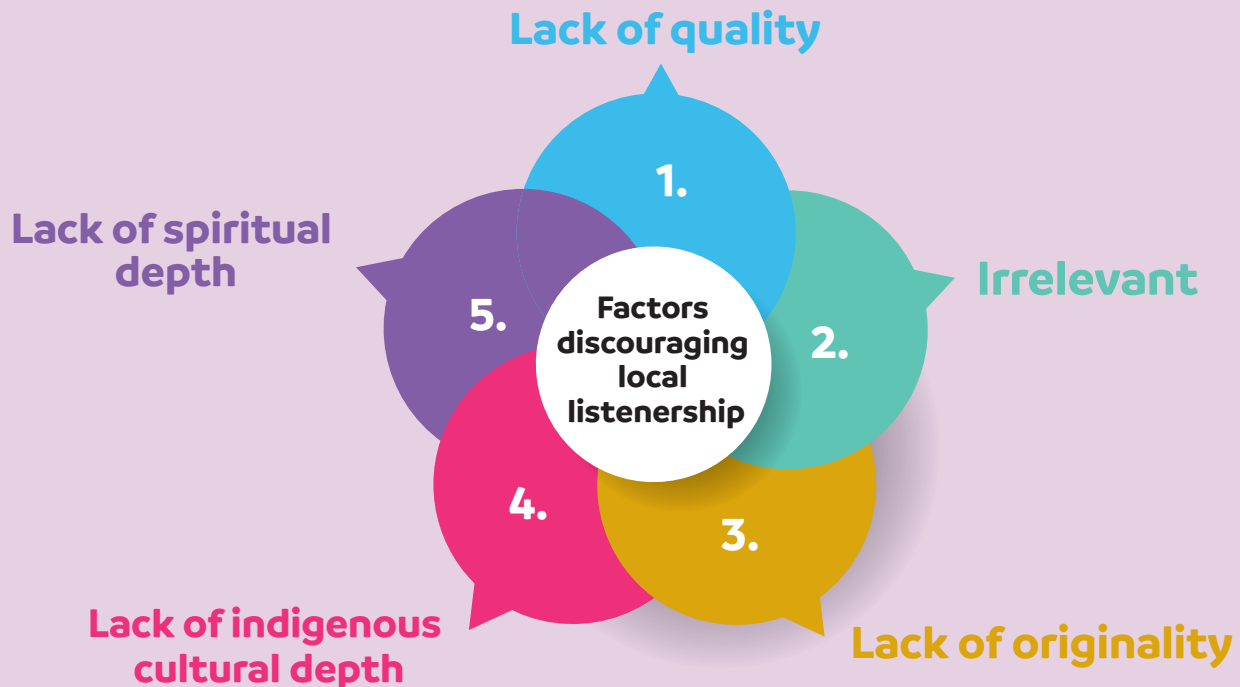 Lack of quality
1.
Irrelevant
2.
Lack of originality
3.
Lack of indigenous
cultural depth
4.
Lack of spiritual
depth
5.
Factors
discouraging
local
listenership